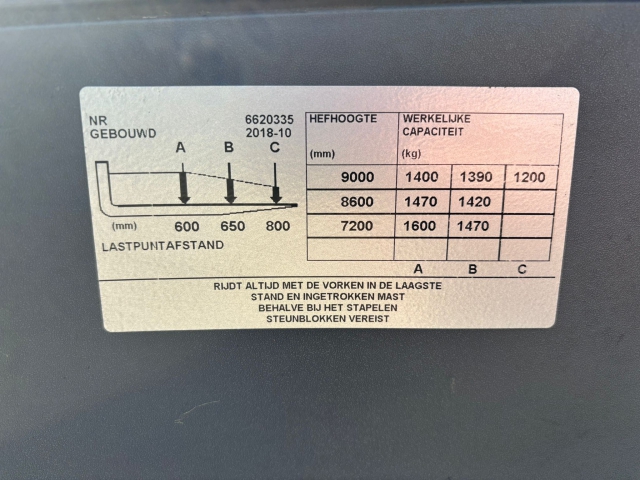 NR 6620335
GEBOUWD 2018-10
A B C
(mm) 600 650 800
LASTPUNTAFSTAND
HEFHOOGTE WERKELIJKE
CAPACITEIT
(mm) (kg)
9000 1400 1390 1200
8600 1470 1420
7200 1600 1470
A B C
RIJDT ALTIJD MET DE VORKEN IN DE LAAGSTE
STAND EN INGETROKKEN MAST
BEHALVE BIJ HET STAPELEN
STEUNBLOKKEN VEREIST